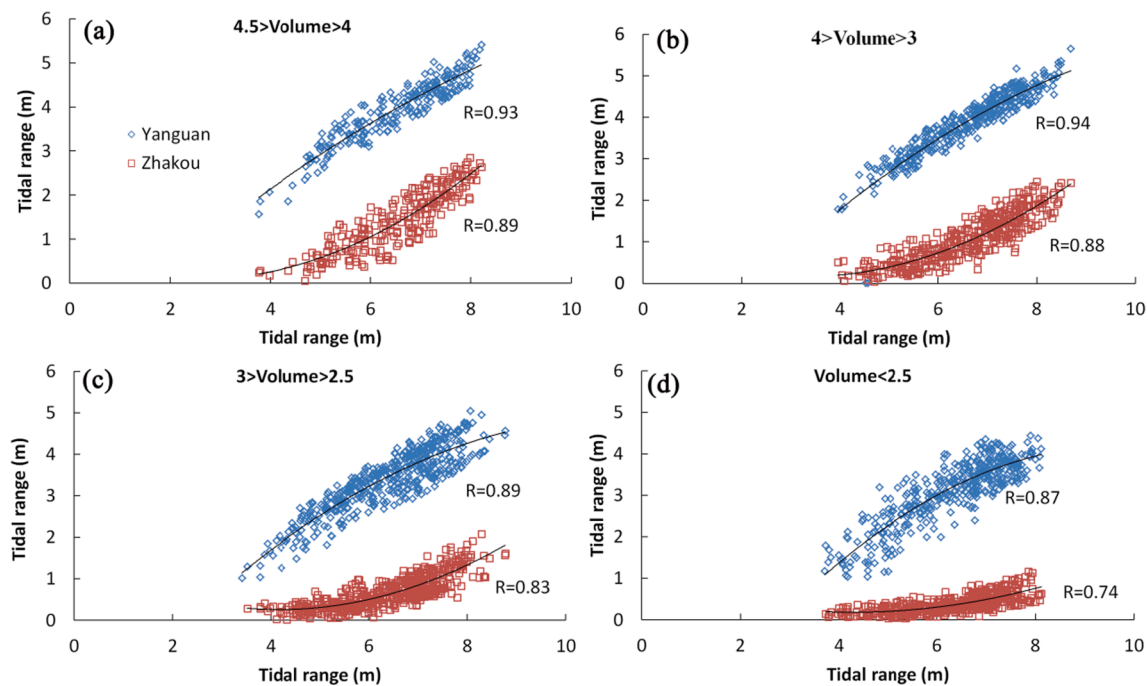 (a)
4.5>Volume>4
Tidal range (m)
6
5
4
3
2
1
0
Yanguan
Zhakou
R=0.93
R=0.89
0 2 4 6 8 10
Tidal range (m)
(b)
4>Volume>3
Tidal range (m)
6
5
4
3
2
1
0
R=0.94
R=0.88
0 2 4 6 8 10
Tidal range (m)
(c)
3>Volume>2.5
Tidal range (m)
6
5
4
3
2
1
0
R=0.89
R=0.83
0 2 4 6 8 10
Tidal range (m)
(d)
Volume<2.5
Tidal range (m)
6
5
4
3
2
1
0
R=0.87
R=0.74
0 2 4 6 8 10
Tidal range (m)